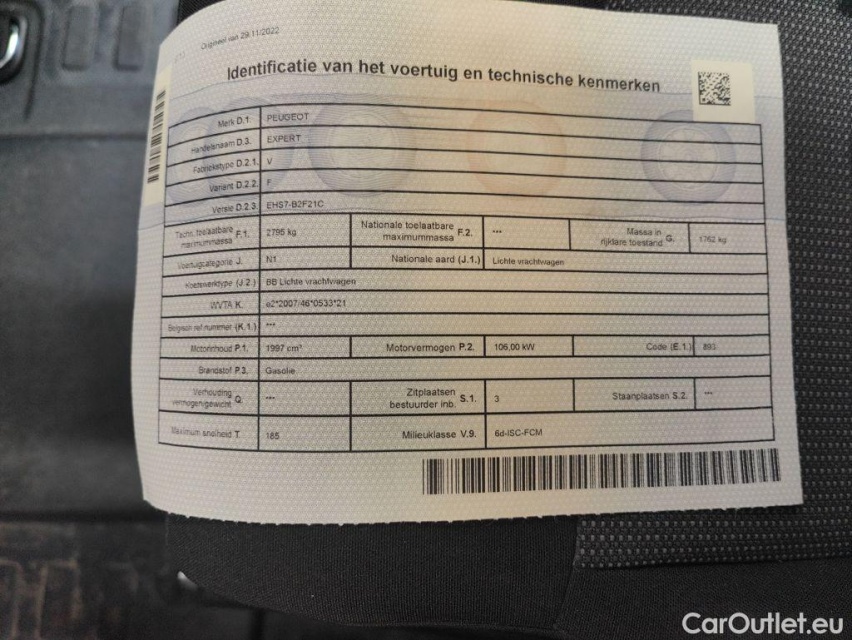 Origineel van 29/11/2022
Identificatie van het voertuig en technische kenmerken
Merk D.1. PEUGEOT
Handelsnaam D.3. EXPERT
Fabriekstype D.2.1. V
Variant D.2.2. F
Versie D.2.3. EHS7-B2F21C
Techn. toelaatbare maximummassa F.1. 2795 kg Nationale toelaatbare maximummassa F.2. *** Massa in rijklare toestand G. 1762 kg
Voertuigcategorie J. N1 Nationale aard (J.1.) Lichte vrachtwagen
Koetswerktype (J.2.) BB Lichte vrachtwagen
WVTA K. e2*2007/46*0533*21
Belgisch ref nummer (K.1.) ***
Motorinhoud P.1. 1997 cm³ Motorvermogen P.2. 106,00 kW Code (E.1.) 893
Brandstof P.3. Gasolie
Verhouding vermogen/gewicht Q. *** Zitplaatsen bestuurder inb. S.1. 3 Staanplaatsen S.2. ***
Maximum snelheid T. 185 Milieuklasse V.9. 6d-ISC-FCM
CarOutlet.eu